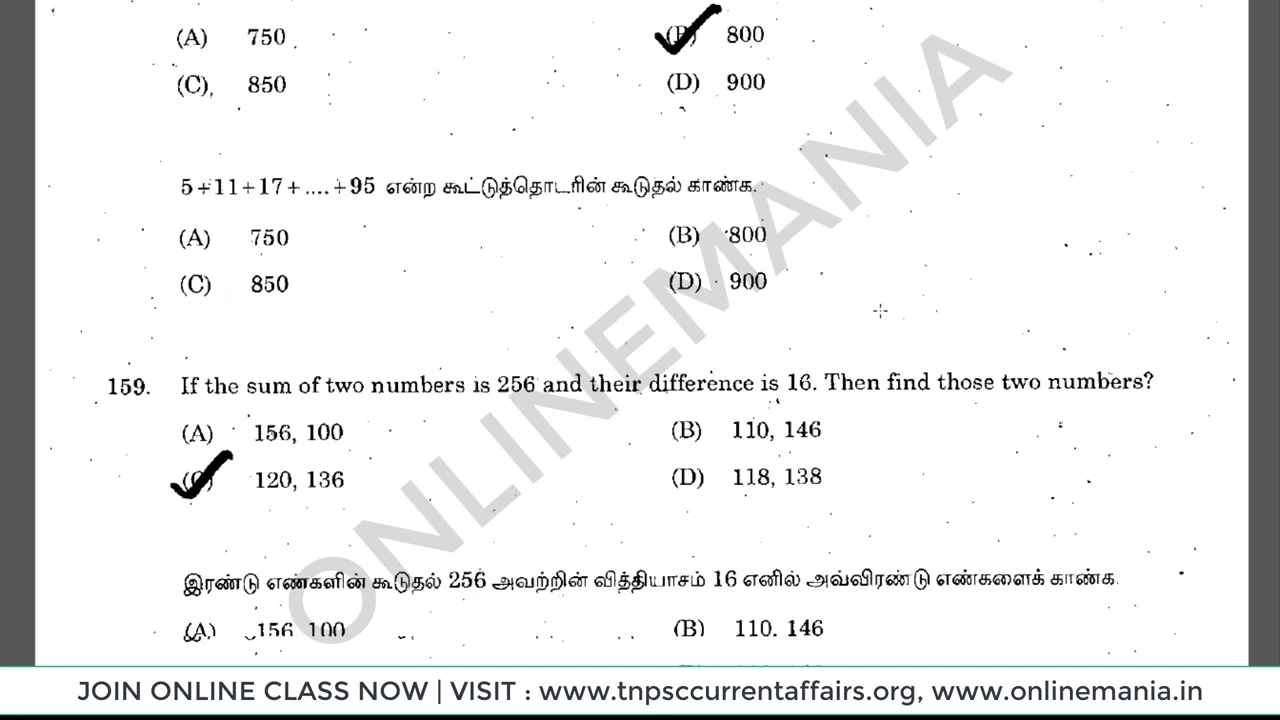 (A) 750 (B) 800
(C), 850 (D) 900
5+11+17+....+95 என்ற கூட்டுத்தொடரின் கூடுதல் காண்க.
(A) 750 (B) 800
(C) 850 (D) 900
159. If the sum of two numbers is 256 and their difference is 16. Then find those two numbers?
(A) 156, 100 (B) 110, 146
(C) 120, 136 (D) 118, 138
இரண்டு எண்களின் கூடுதல் 256 அவற்றின் வித்தியாசம் 16 எனில் அவ்விரண்டு எண்களைக் காண்க.
(A) 156 100 (B) 110. 146
ONLINEMANIA
JOIN ONLINE CLASS NOW | VISIT : www.tnpsccurrentaffairs.org, www.onlinemania.in